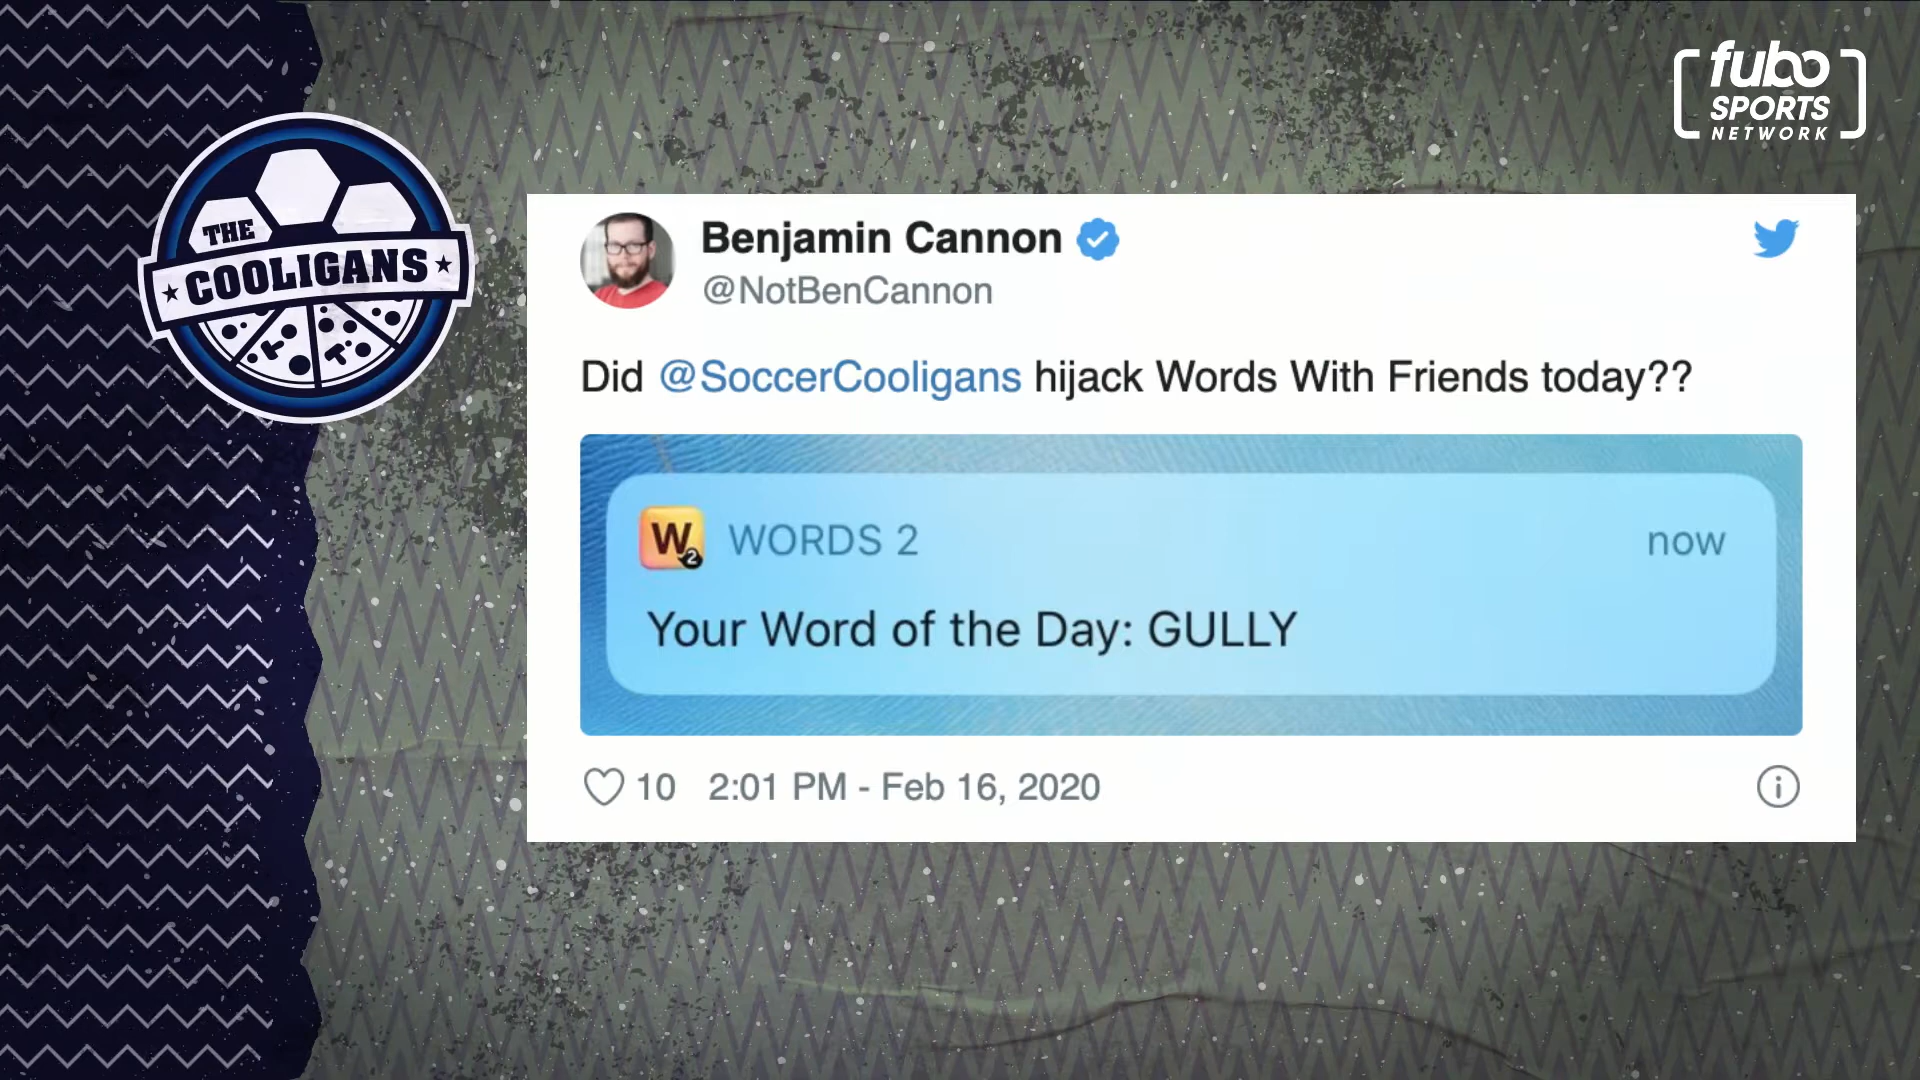 fubo
SPORTS
NETWORK
THE
COOLIGANS
Benjamin Cannon
@NotBenCannon
Did @SoccerCooligans hijack Words With Friends today??
W2
WORDS 2
now
Your Word of the Day: GULLY
10 2:01 PM - Feb 16, 2020